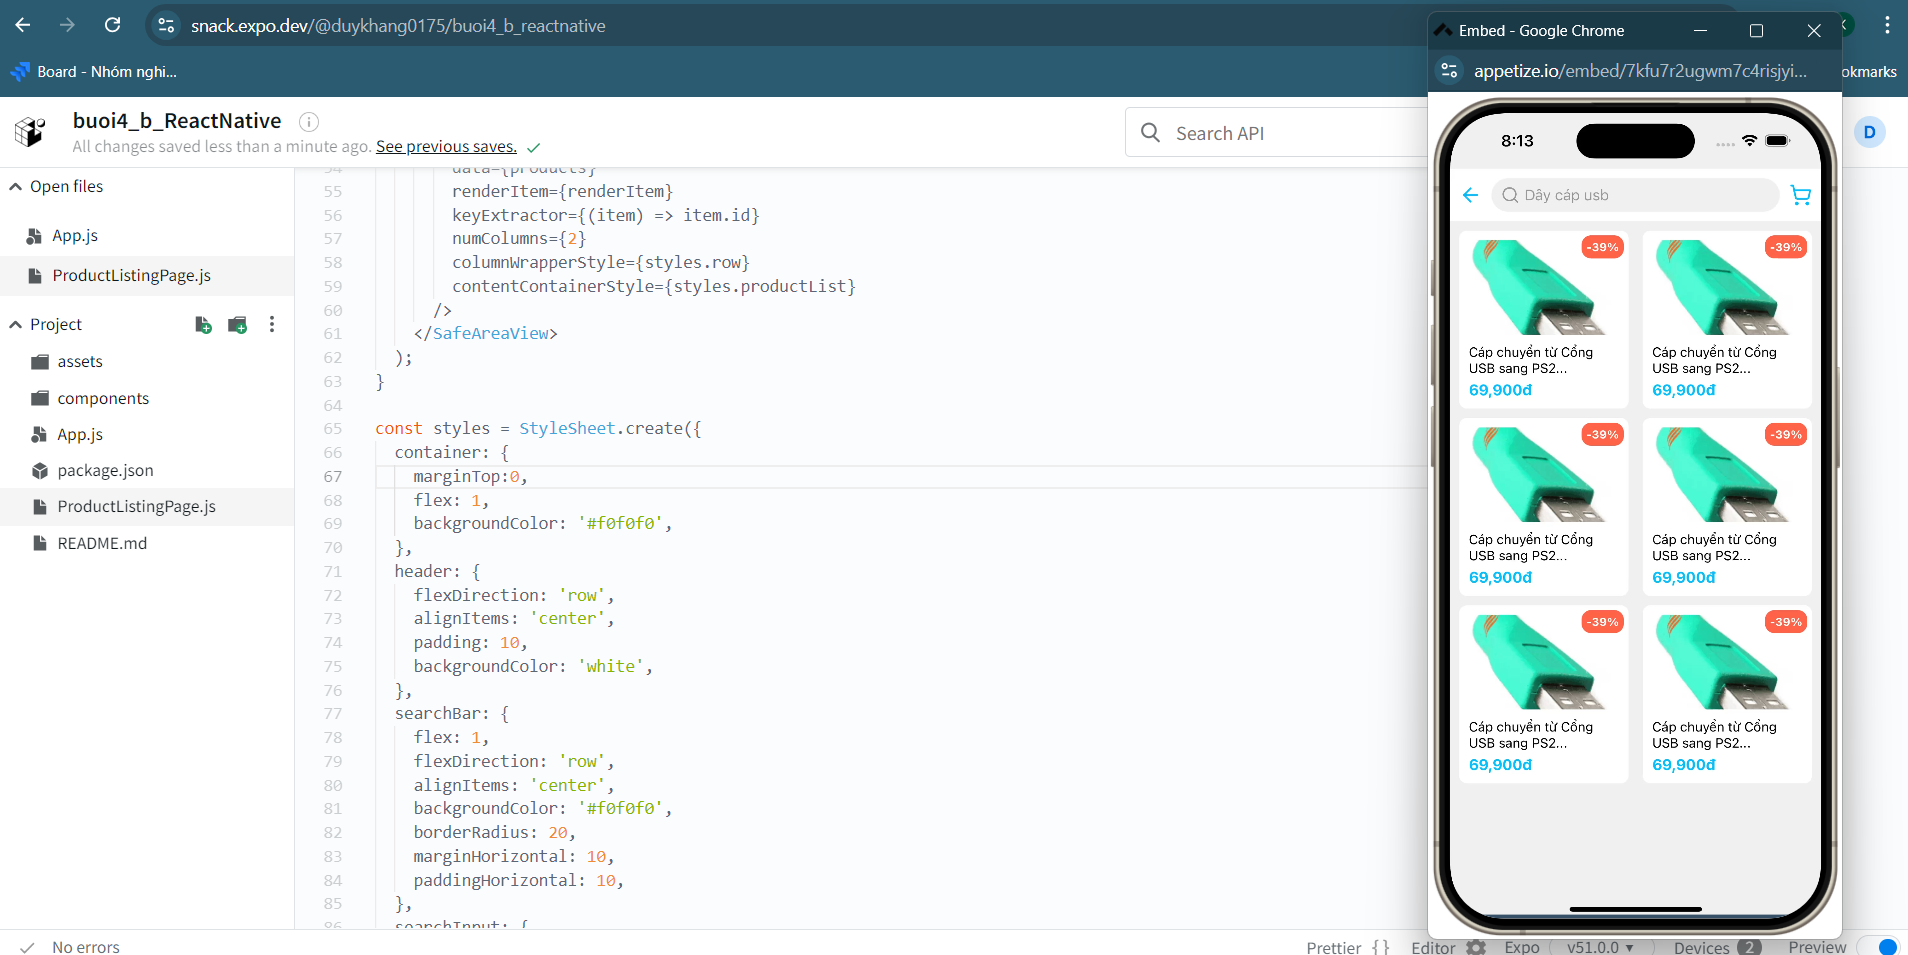 snack.expo.dev/@duykhang0175/buoi4_b_reactnative
Board - Nhóm nghi...
okmarks
buoi4_b_ReactNative
All changes saved less than a minute ago. See previous saves.
Search API
D
Open files
App.js
ProductListingPage.js
Project
assets
components
App.js
package.json
ProductListingPage.js
README.md
54 data={products}
55 renderItem={renderItem}
56 keyExtractor={(item) => item.id}
57 numColumns={2}
58 columnWrapperStyle={styles.row}
59 contentContainerStyle={styles.productList}
60 />
61 </SafeAreaView>
62 );
63 }
64
65 const styles = StyleSheet.create({
66 container: {
67 marginTop:0,
68 flex: 1,
69 backgroundColor: '#f0f0f0',
70 },
71 header: {
72 flexDirection: 'row',
73 alignItems: 'center',
74 padding: 10,
75 backgroundColor: 'white',
76 },
77 searchBar: {
78 flex: 1,
79 flexDirection: 'row',
80 alignItems: 'center',
81 backgroundColor: '#f0f0f0',
82 borderRadius: 20,
83 marginHorizontal: 10,
84 paddingHorizontal: 10,
85 },
86 searchInput: {
No errors
Prettier {}
Editor
Expo
v51.0.0
Devices 2
Preview
Embed - Google Chrome
appetize.io/embed/7kfu7r2ugwm7c4risjyi...
8:13
Dây cáp usb
-39%
Cáp chuyển từ Cổng
USB sang PS2...
69,900đ
-39%
Cáp chuyển từ Cổng
USB sang PS2...
69,900đ
-39%
Cáp chuyển từ Cổng
USB sang PS2...
69,900đ
-39%
Cáp chuyển từ Cổng
USB sang PS2...
69,900đ
-39%
Cáp chuyển từ Cổng
USB sang PS2...
69,900đ
-39%
Cáp chuyển từ Cổng
USB sang PS2...
69,900đ